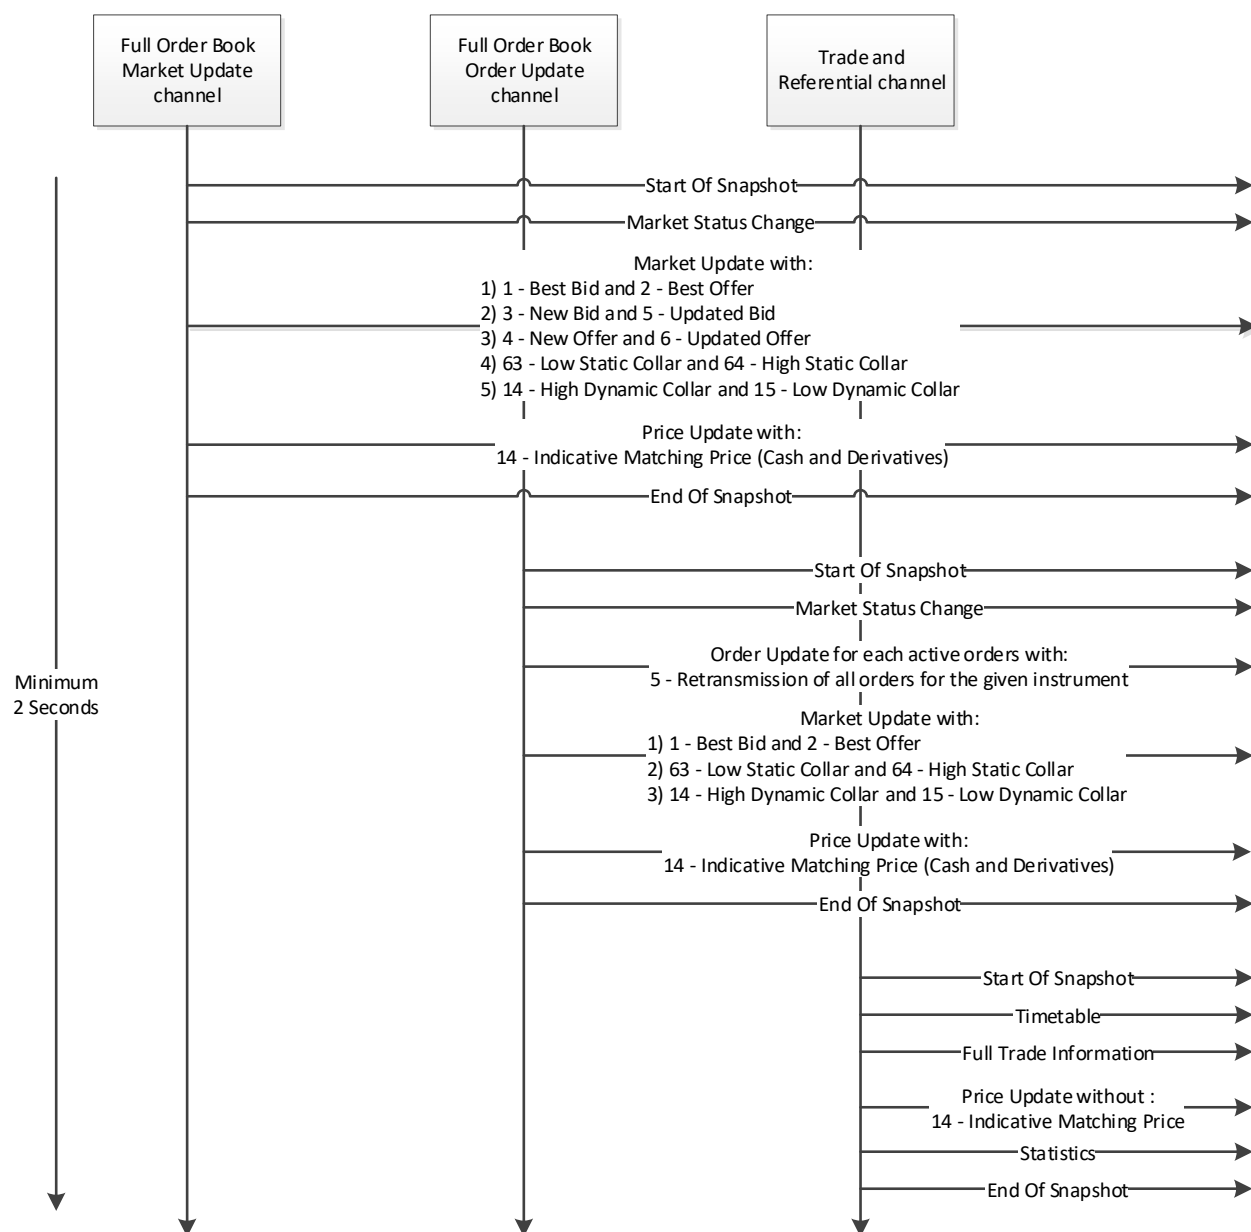 Full Order Book
Market Update
channel
Full Order Book
Order Update
channel
Trade and
Referential channel
Start Of Snapshot
Market Status Change
Market Update with:
1) 1 - Best Bid and 2 - Best Offer
2) 3 - New Bid and 5 - Updated Bid
3) 4 - New Offer and 6 - Updated Offer
4) 63 - Low Static Collar and 64 - High Static Collar
5) 14 - High Dynamic Collar and 15 - Low Dynamic Collar
Price Update with:
14 - Indicative Matching Price (Cash and Derivatives)
End Of Snapshot
Start Of Snapshot
Market Status Change
Order Update for each active orders with:
5 - Retransmission of all orders for the given instrument
Minimum
2 Seconds
Market Update with:
1) 1 - Best Bid and 2 - Best Offer
2) 63 - Low Static Collar and 64 - High Static Collar
3) 14 - High Dynamic Collar and 15 - Low Dynamic Collar
Price Update with:
14 - Indicative Matching Price (Cash and Derivatives)
End Of Snapshot
Start Of Snapshot
Timetable
Full Trade Information
Price Update without :
14 - Indicative Matching Price
Statistics
End Of Snapshot